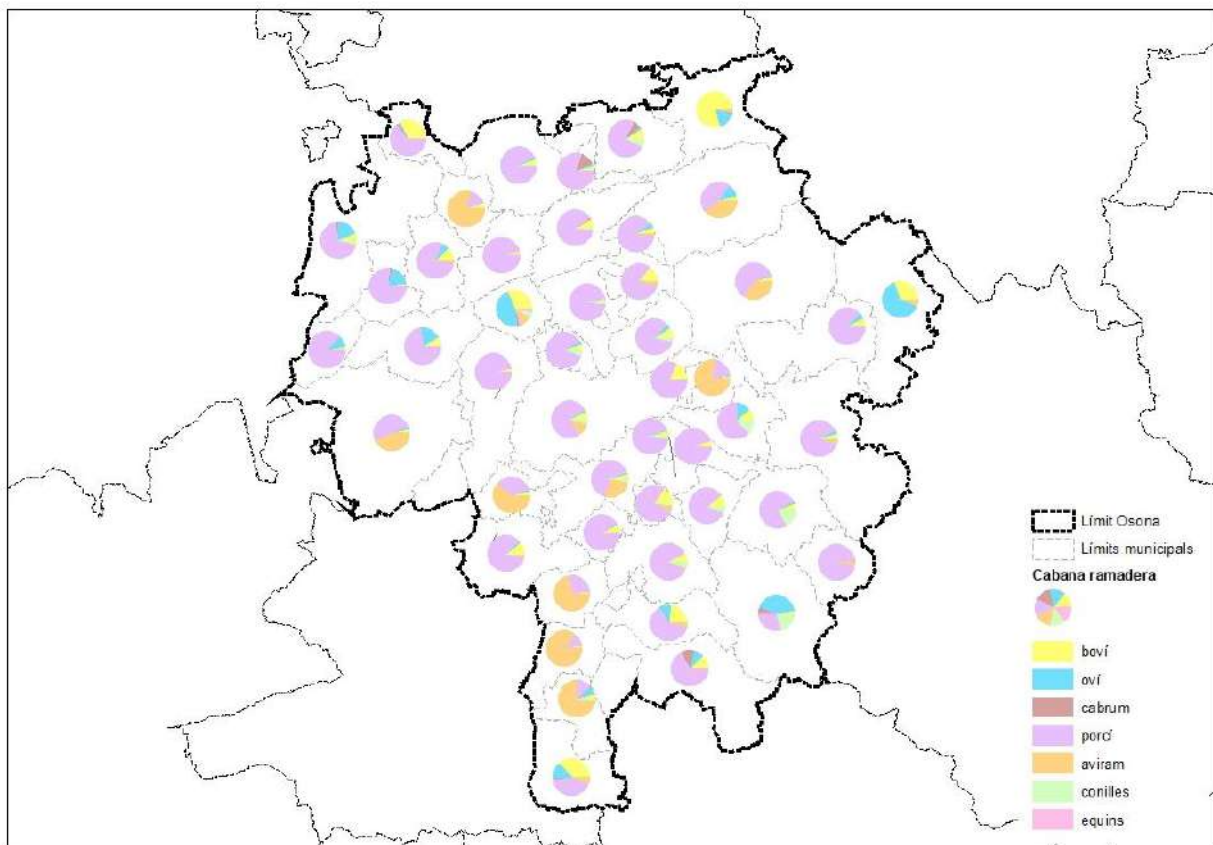 Límit Osona
Límits municipals
Cabana ramadera
boví
oví
cabrum
porcí
aviram
conilles
equins